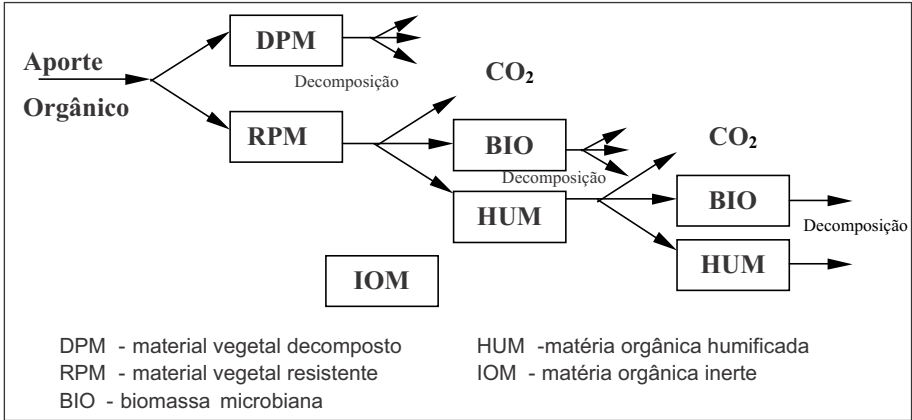 DPM
Aporte
Orgânico
Decomposição
CO₂
RPM
BIO
CO₂
Decomposição
HUM
BIO
Decomposição
HUM
IOM
DPM - material vegetal decomposto
RPM - material vegetal resistente
BIO - biomassa microbiana
HUM -matéria orgânica humificada
IOM - matéria orgânica inerte